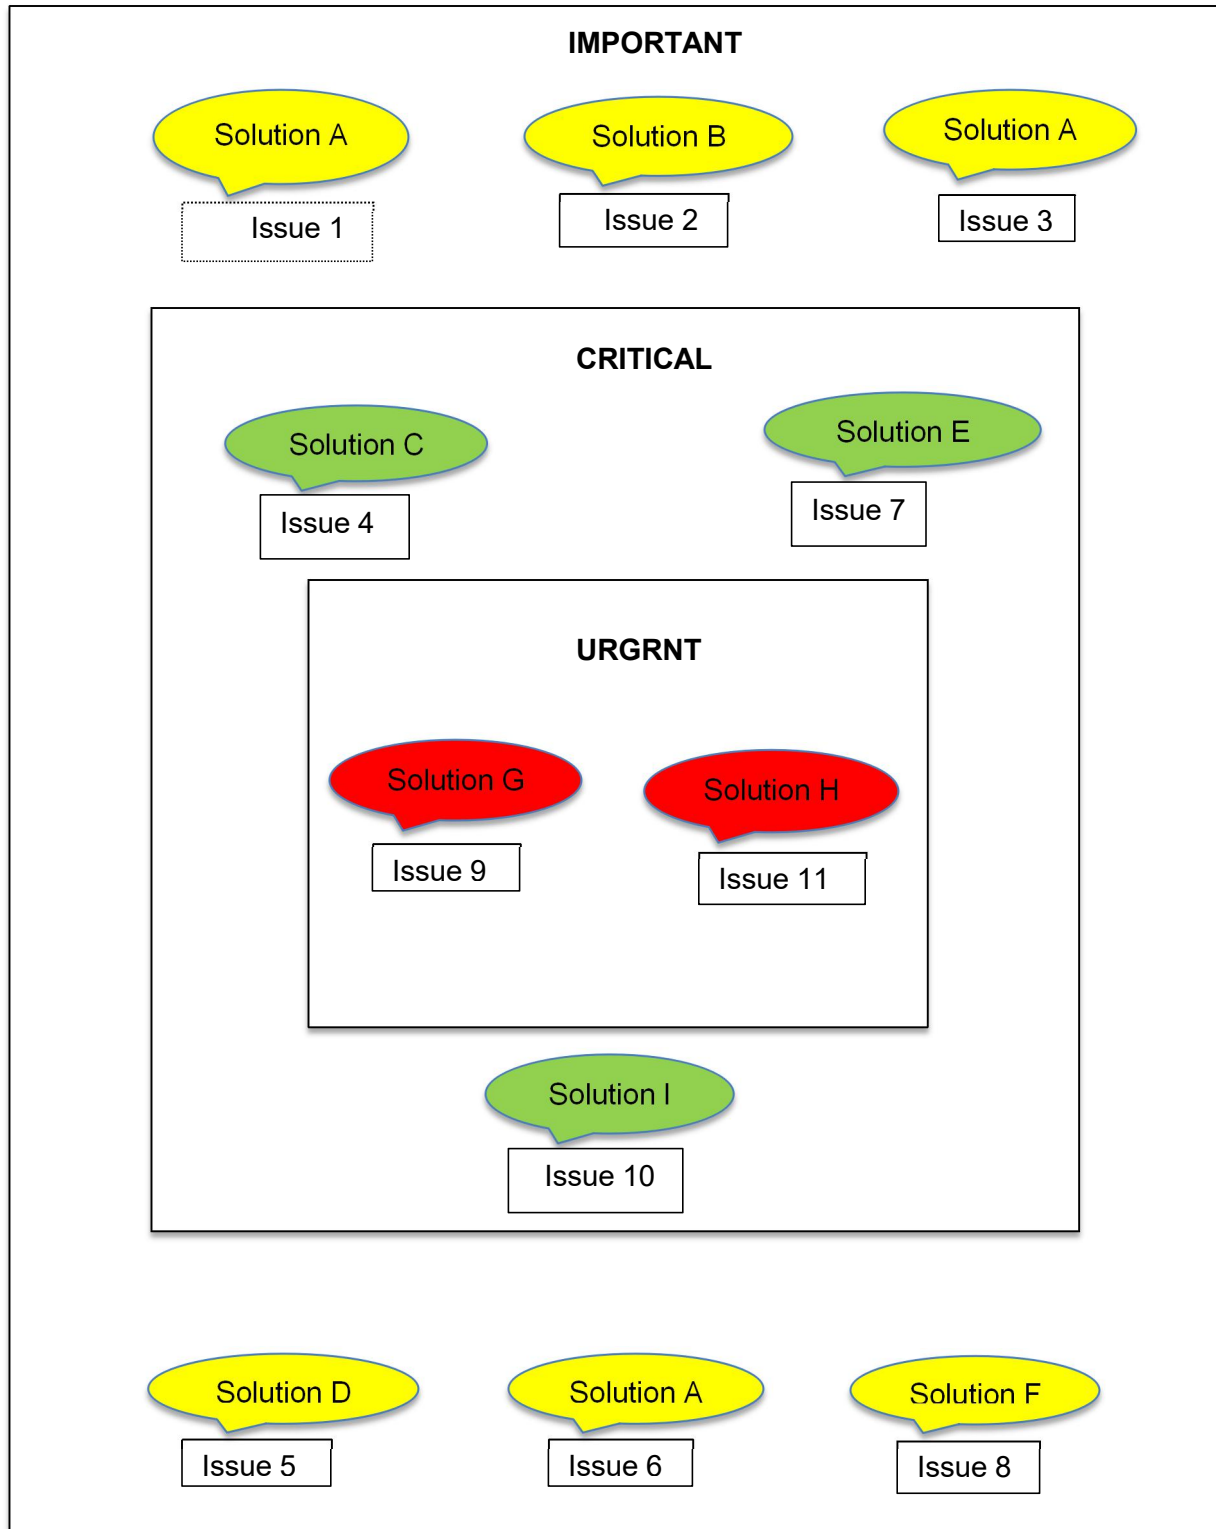 IMPORTANT
Solution A
Solution B
Solution A
Issue 1
Issue 2
Issue 3
CRITICAL
Solution C
Solution E
Issue 4
Issue 7
URGRNT
Solution G
Solution H
Issue 9
Issue 11
Solution I
Issue 10
Solution D
Solution A
Solution F
Issue 5
Issue 6
Issue 8